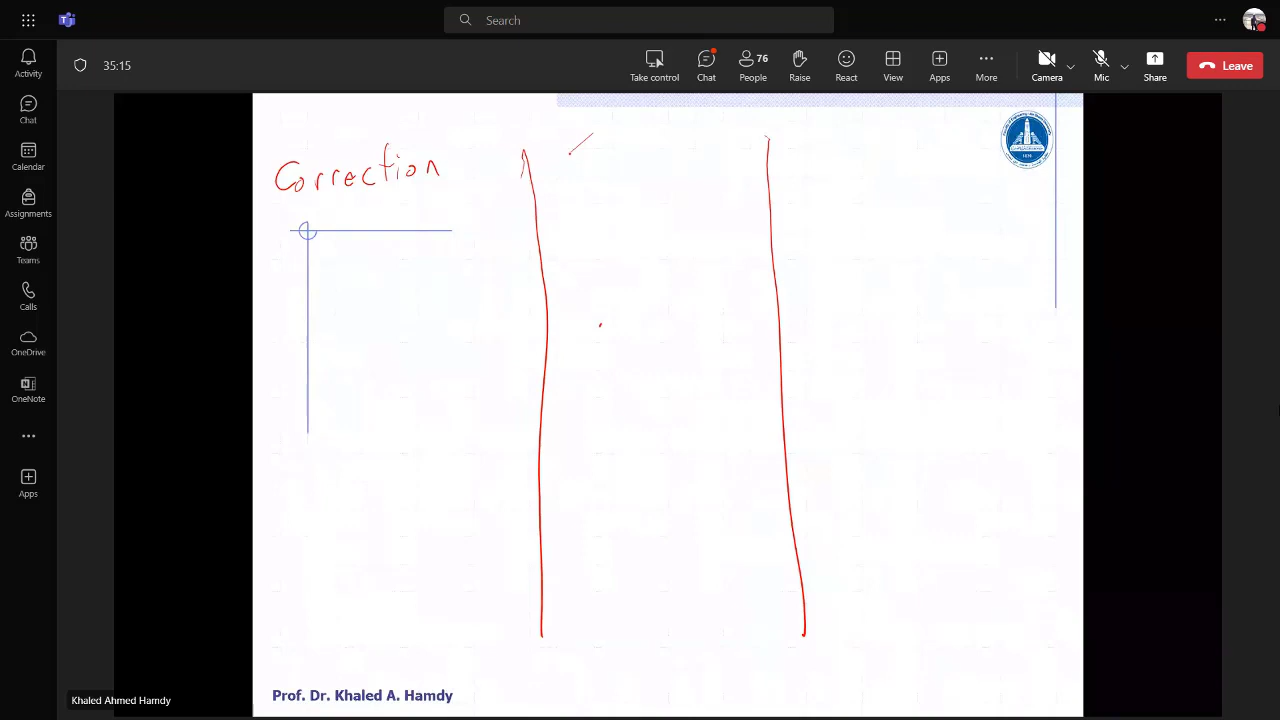 Search
Activity
Chat
Calendar
Assignments
Teams
Calls
OneDrive
OneNote
Apps
35:15
Take control
Chat
76
People
Raise
React
View
Apps
More
Camera
Mic
Share
Leave
Correction
Prof. Dr. Khaled A. Hamdy
Khaled Ahmed Hamdy